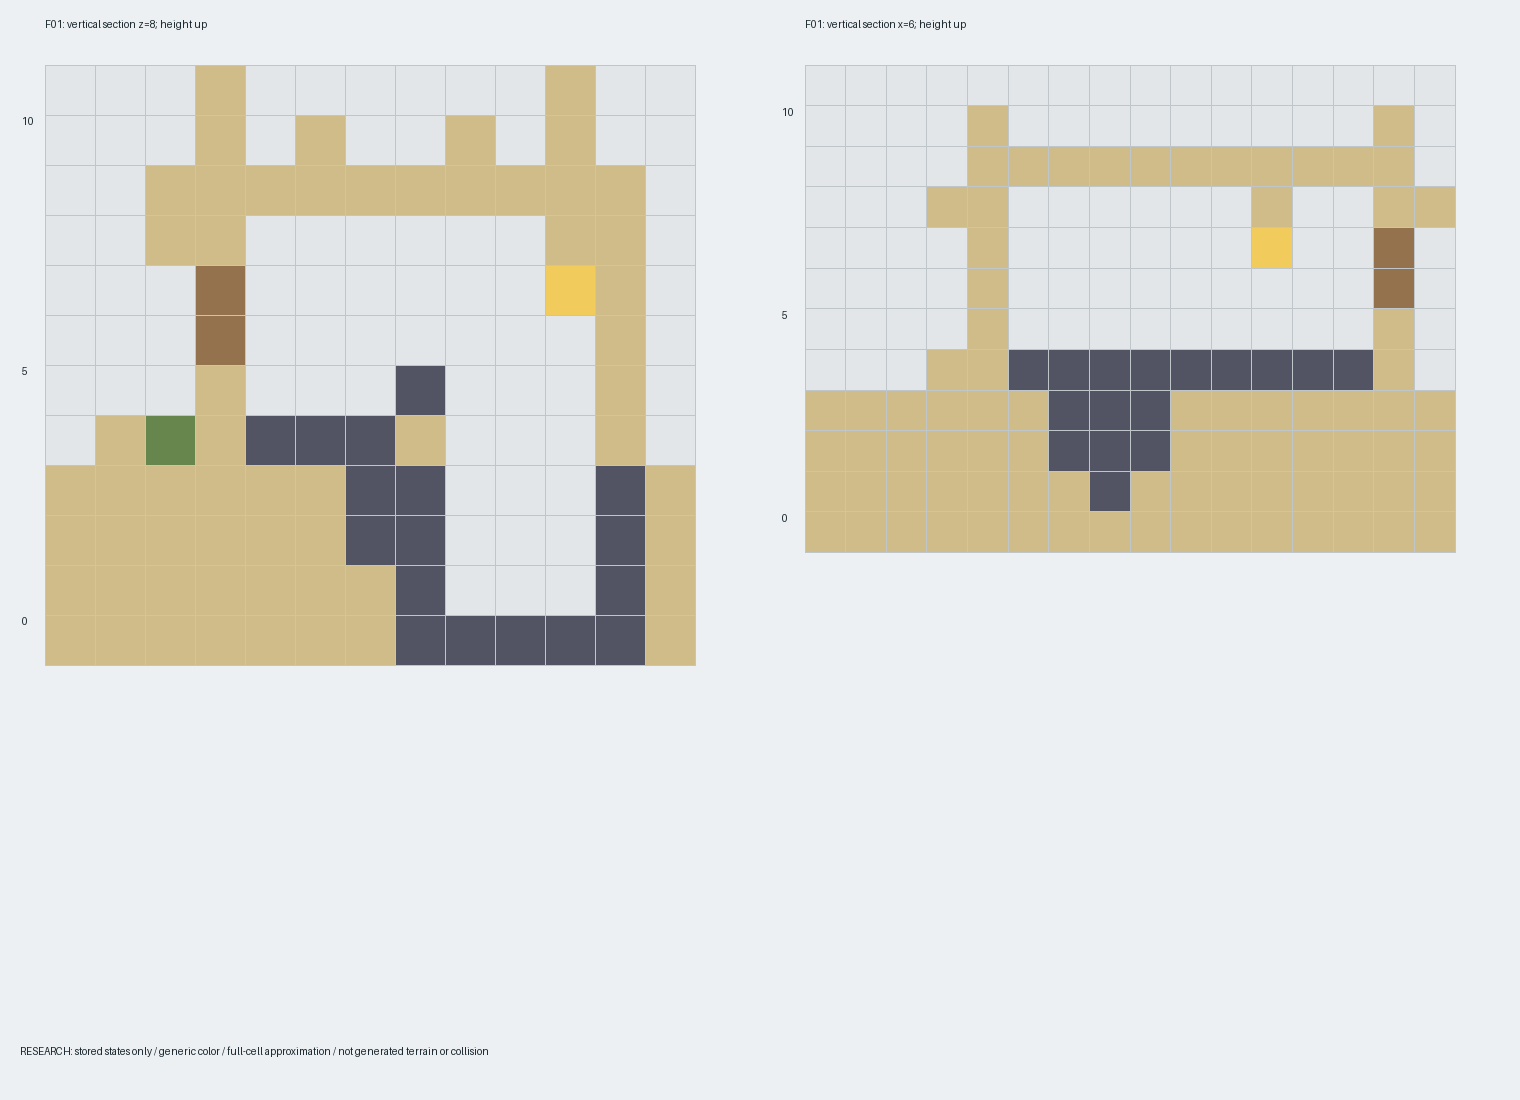 F01: vertical section z=8; height up
F01: vertical section x=6; height up
10
5
0
10
5
0
RESEARCH: stored states only / generic color / full-cell approximation / not generated terrain or collision